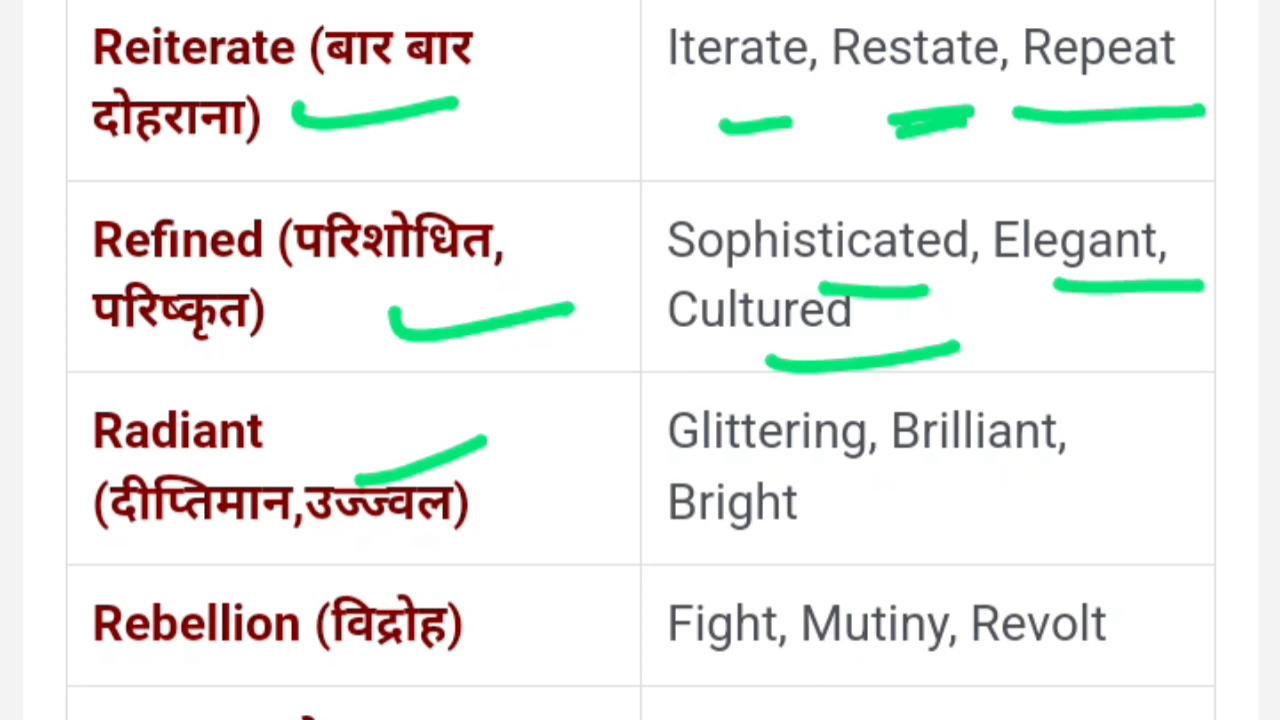 Reiterate (बार बार
दोहराना)
Iterate, Restate, Repeat
Refined (परिशोधित,
परिष्कृत)
Sophisticated, Elegant,
Cultured
Radiant
(दीप्तिमान,उज्ज्वल)
Glittering, Brilliant,
Bright
Rebellion (विद्रोह)
Fight, Mutiny, Revolt